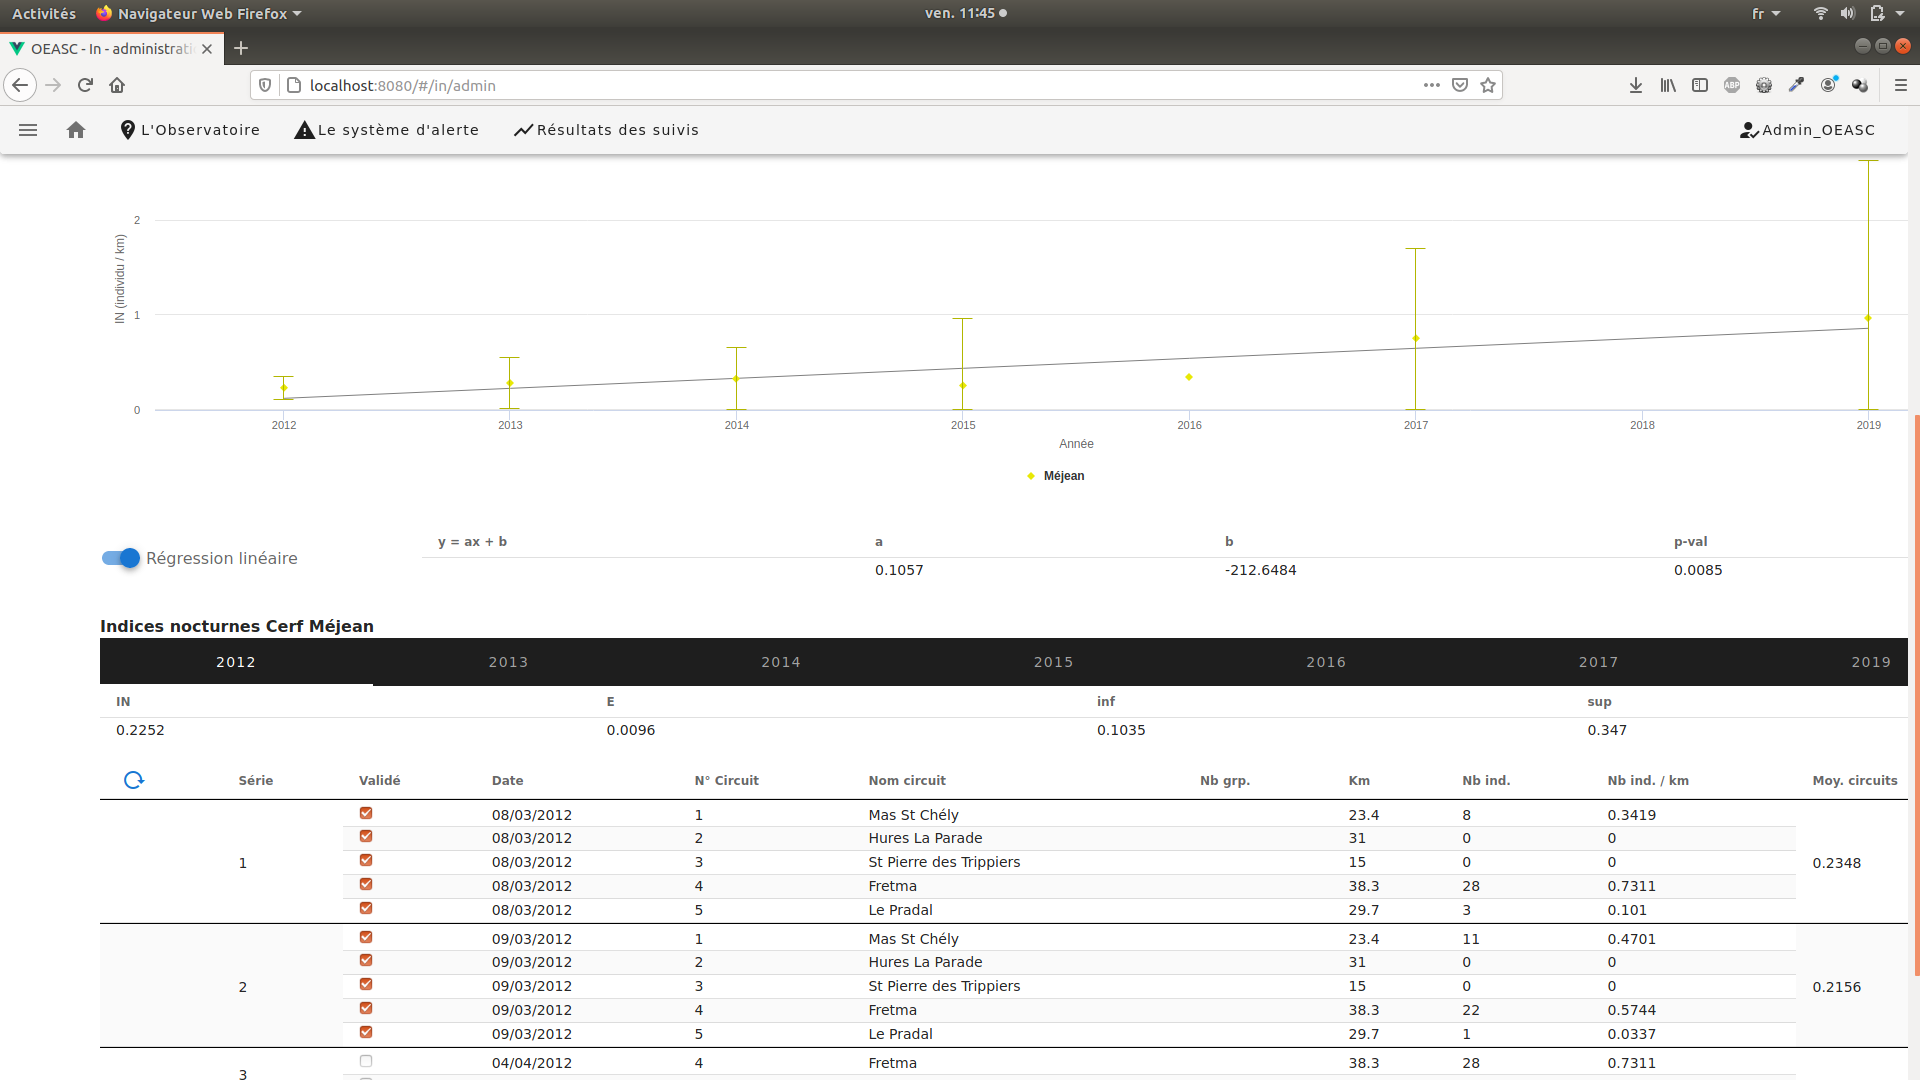 Activités Navigateur Web Firefox ven. 11:45 fr
OEASC - In - administrati
localhost:8080/#/in/admin ABP
L'Observatoire Le système d'alerte Résultats des suivis Admin_OEASC
2
1
0
IN (individu / km)
2012 2013 2014 2015 2016 2017 2018 2019
Année
Méjean
y = ax + b a b p-val
Régression linéaire
0.1057 -212.6484 0.0085
Indices nocturnes Cerf Méjean
2012 2013 2014 2015 2016 2017 2019
IN E inf sup
0.2252 0.0096 0.1035 0.347
Série Validé Date N° Circuit Nom circuit Nb grp. Km Nb ind. Nb ind. / km Moy. circuits
08/03/2012 1 Mas St Chély 23.4 8 0.3419
08/03/2012 2 Hures La Parade 31 0 0
1 08/03/2012 3 St Pierre des Trippiers 15 0 0 0.2348
08/03/2012 4 Fretma 38.3 28 0.7311
08/03/2012 5 Le Pradal 29.7 3 0.101
09/03/2012 1 Mas St Chély 23.4 11 0.4701
09/03/2012 2 Hures La Parade 31 0 0
2 09/03/2012 3 St Pierre des Trippiers 15 0 0 0.2156
09/03/2012 4 Fretma 38.3 22 0.5744
09/03/2012 5 Le Pradal 29.7 1 0.0337
04/04/2012 4 Fretma 38.3 28 0.7311
3